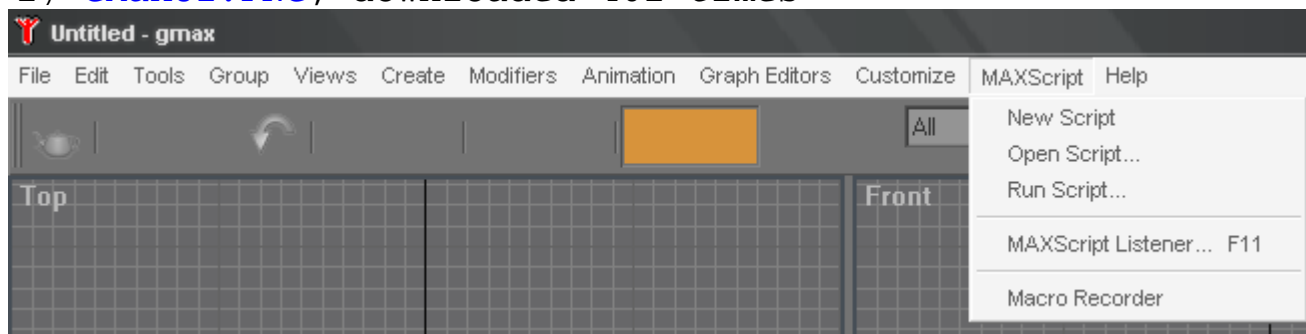 Untitled - gmax
File Edit Tools Group Views Create Modifiers Animation Graph Editors Customize MAXScript Help
All
New Script
Open Script...
Run Script...
MAXScript Listener... F11
Macro Recorder
Top
Front